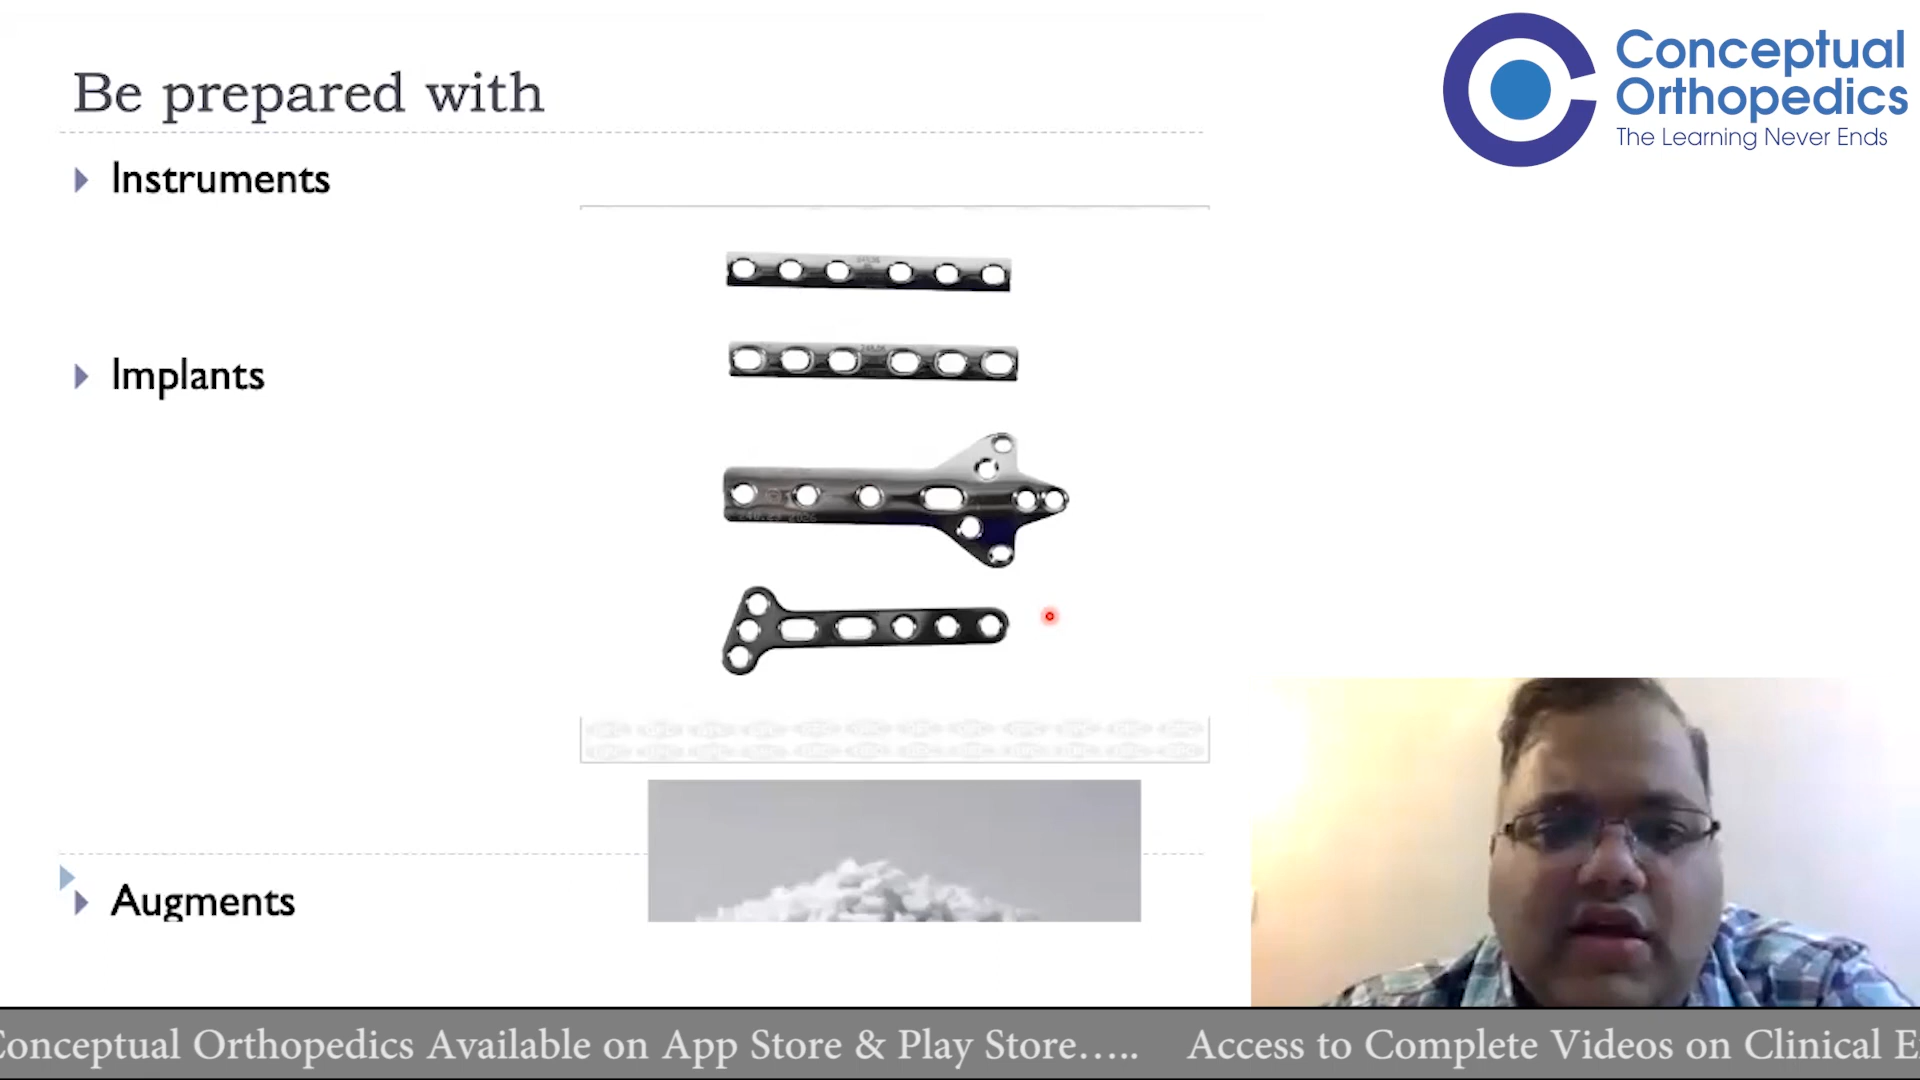 Be prepared with
Conceptual
Orthopedics
The Learning Never Ends
Instruments
Implants
Augments
Conceptual Orthopedics Available on App Store & Play Store….. Access to Complete Videos on Clinical E